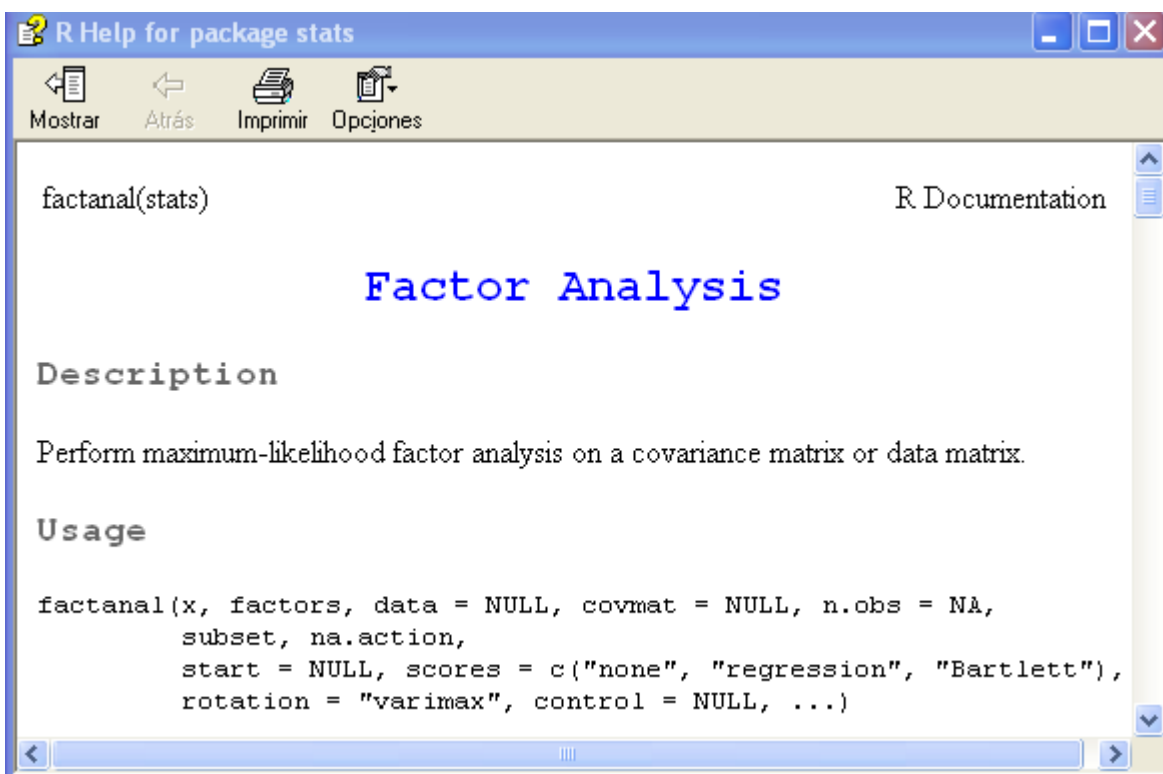 R Help for package stats
Mostrar Atrás Imprimir Opciones
factanal(stats) R Documentation
Factor Analysis
Description
Perform maximum-likelihood factor analysis on a covariance matrix or data matrix.
Usage
factanal(x, factors, data = NULL, covmat = NULL, n.obs = NA,
subset, na.action,
start = NULL, scores = c("none", "regression", "Bartlett"),
rotation = "varimax", control = NULL, ...)